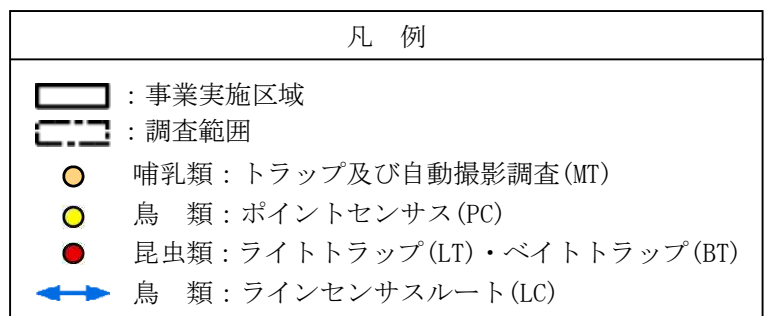 凡　例
：事業実施区域
：調査範囲
哺乳類：トラップ及び自動撮影調査(MT)
鳥　類：ポイントセンサス(PC)
昆虫類：ライトトラップ(LT)・ベイトトラップ(BT)
鳥　類：ラインセンサスルート(LC)